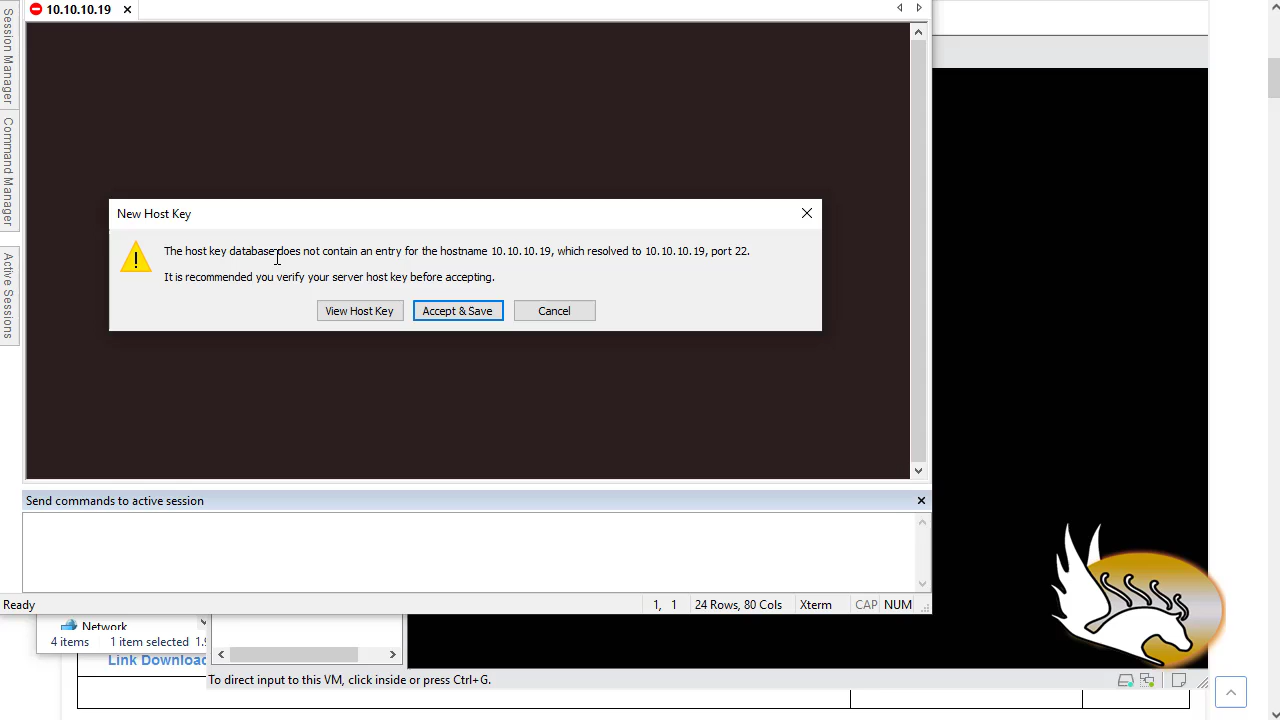 10.10.10.19
Session Manager
Command Manager
Active Sessions
New Host Key
The host key database does not contain an entry for the hostname 10.10.10.19, which resolved to 10.10.10.19, port 22.
It is recommended you verify your server host key before accepting.
View Host Key
Accept & Save
Cancel
Send commands to active session
Ready
1, 1
24 Rows, 80 Cols
Xterm
CAP
NUM
Network
4 items
1 item selected
Link Download
To direct input to this VM, click inside or press Ctrl+G.